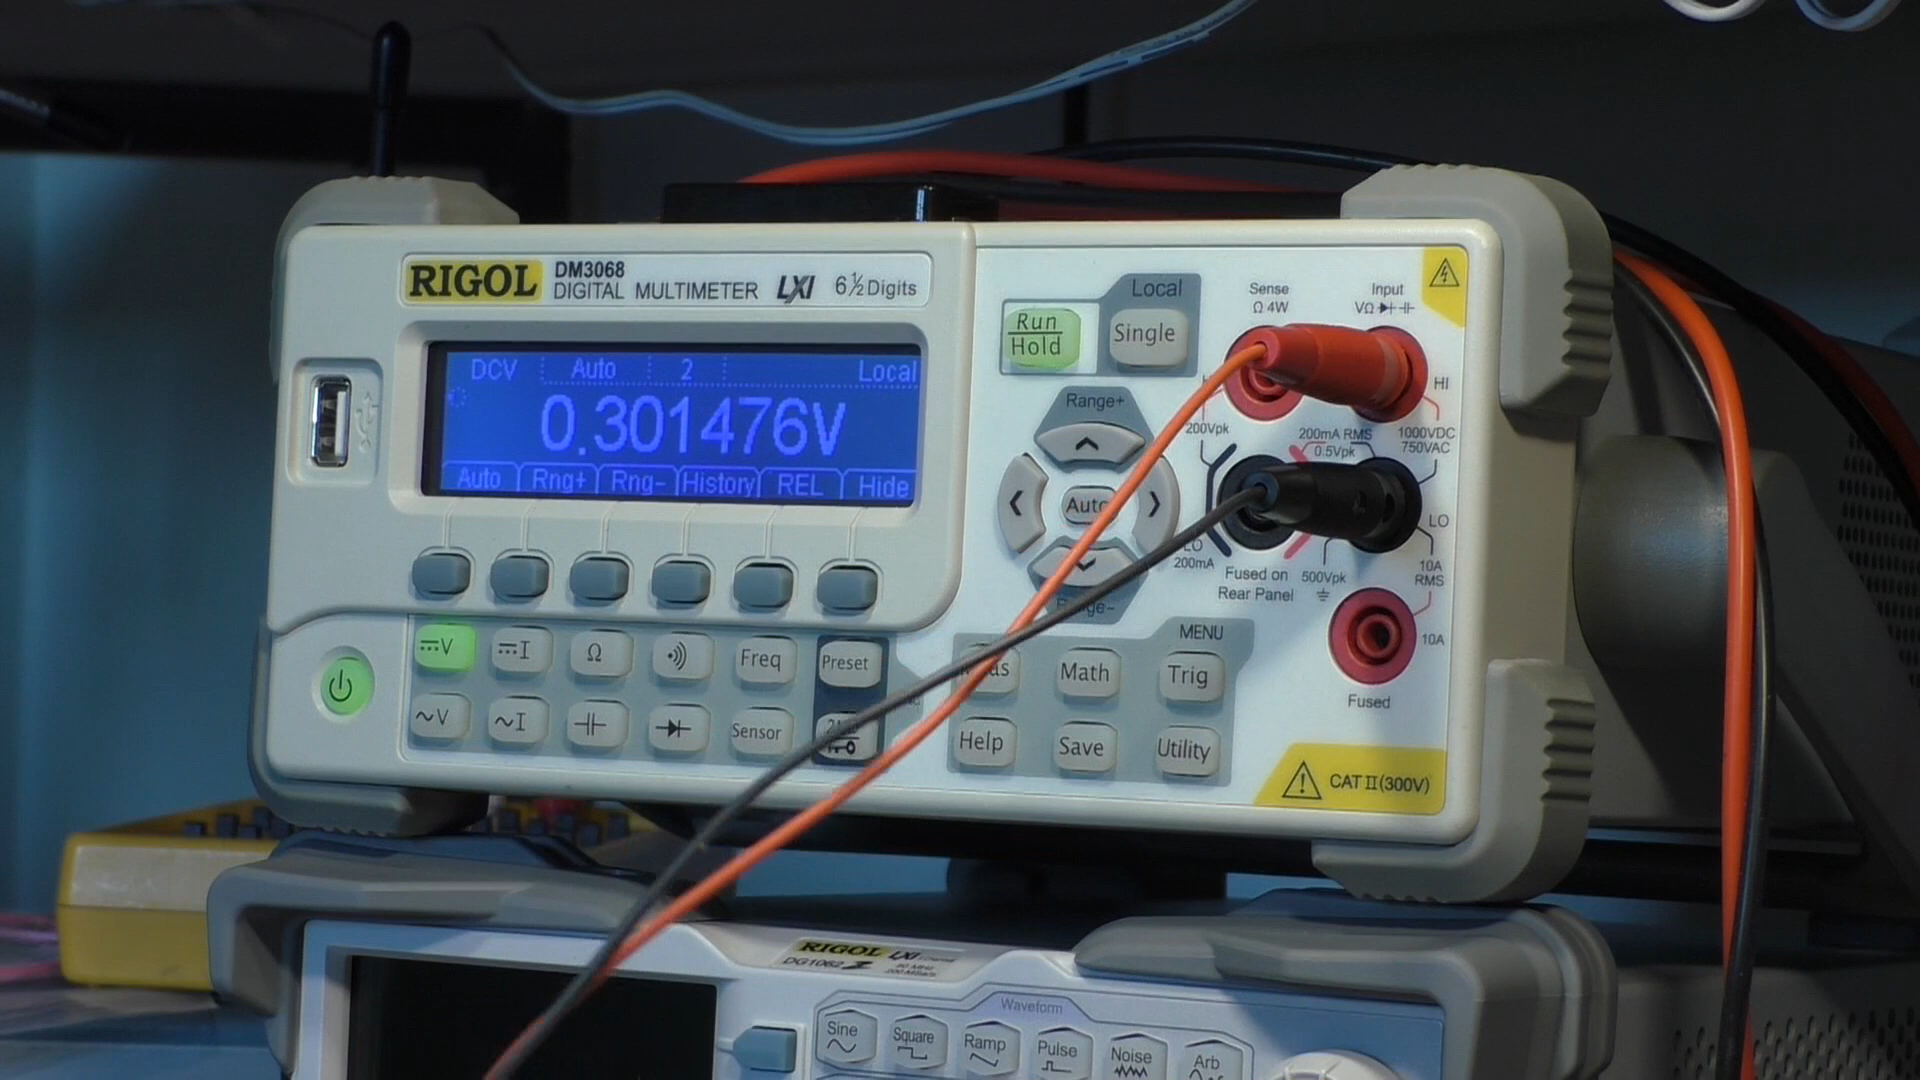 RIGOL DM3068
DIGITAL MULTIMETER LXI 6½ Digits
DCV Auto 2 Local
0.301476V
Auto Rng+ Rng- History REL Hide
Run
Hold
Local
Single
Range+
Auto
Sense
Ω 4W
Input
VΩ
HI
200Vpk
200mA RMS
0.5Vpk
1000VDC
750VAC
LO
LO
200mA
Fused on
Rear Panel
500Vpk
10A
RMS
10A
Fused
V I Ω Freq Preset
~V ~I Sensor
MENU
Math Trig
Help Save Utility
CAT II (300V)
RIGOL LXI
DG1062Z
Waveform
Sine Square Ramp Pulse Noise Arb